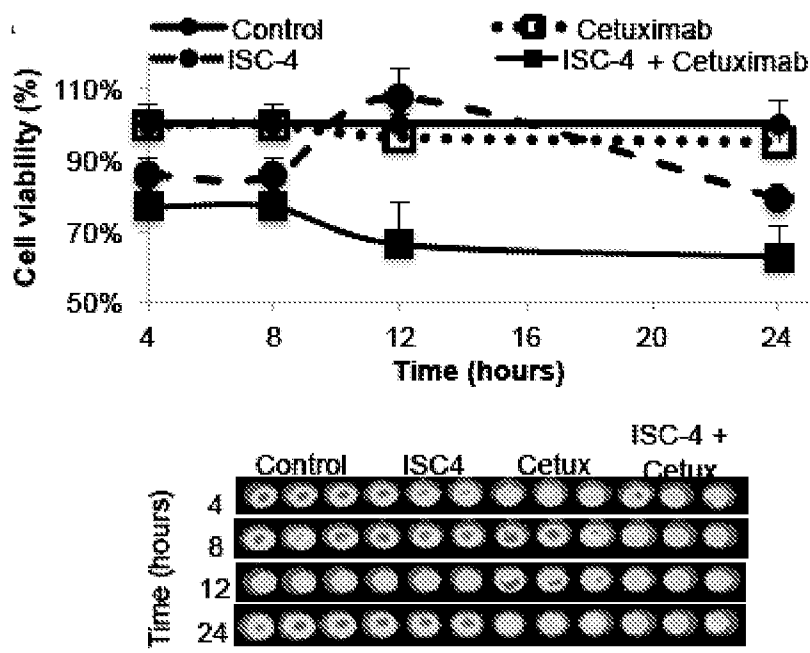 Control
Cetuximab
ISC-4
ISC-4 + Cetuximab
Cell viability (%)
110%
90%
70%
50%
4 8 12 16 20 24
Time (hours)
Control ISC4 Cetux ISC-4 + Cetux
Time (hours)
4
8
12
24